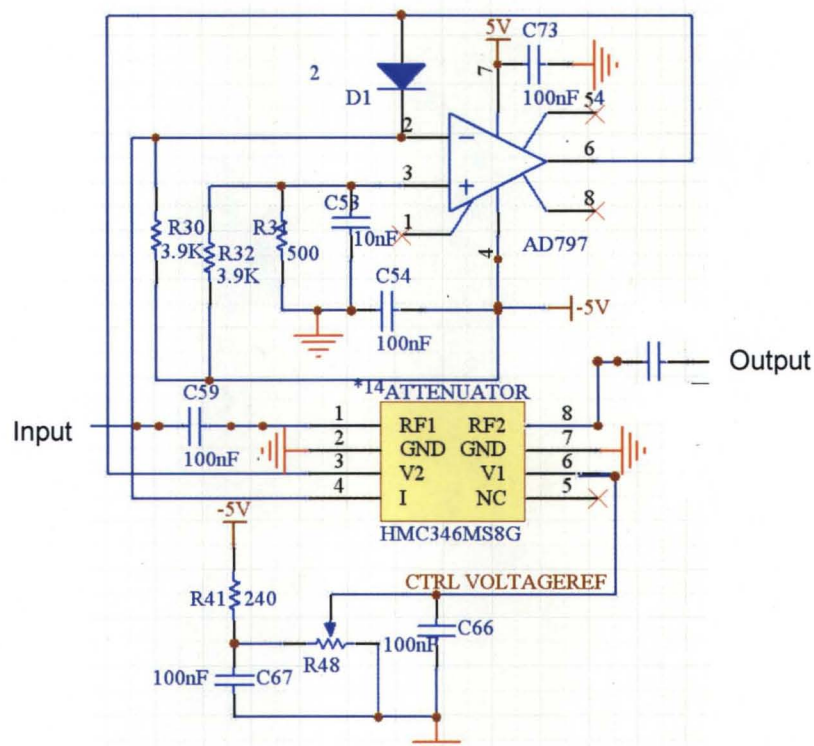 5V
C73
100nF
7
2
D1
54
2
6
3
C53
10nF
1
8
R30
3.9K
R32
3.9K
R31
500
4
AD797
C54
100nF
-5V
Output
*14
ATTENUATOR
C59
100nF
Input
1
RF1
RF2
8
2
GND
GND
7
3
V2
V1
6
4
I
NC
5
HMC346MS8G
-5V
CTRL VOLTAGEREF
R41
240
C66
100nF
R48
100nF
C67